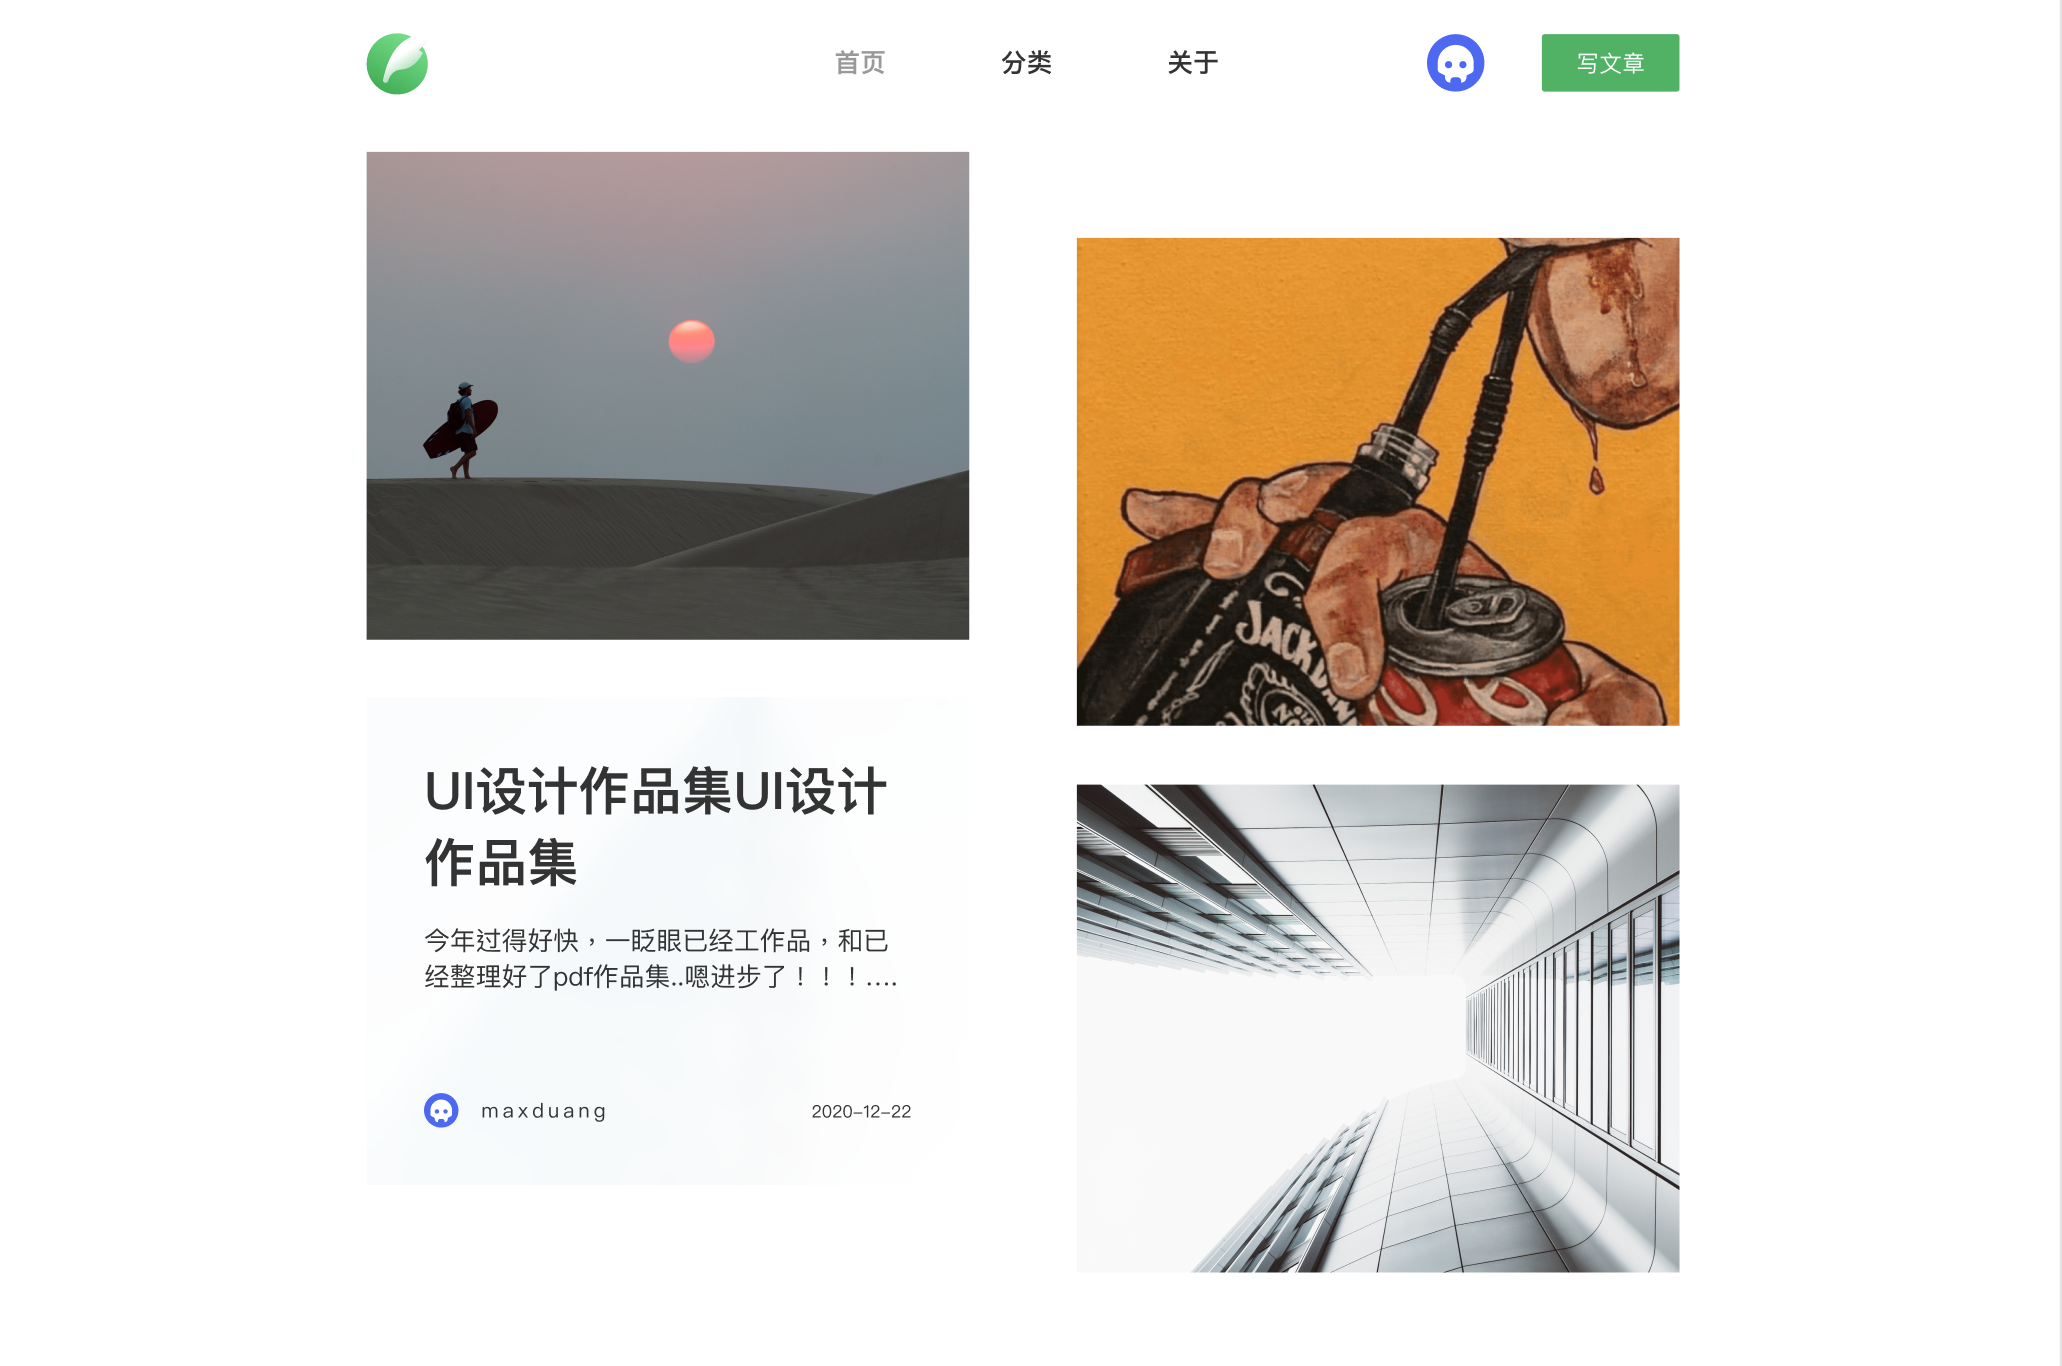 首页
分类
关于
写文章
JACK DAN
UI设计作品集UI设计
作品集
今年过得好快，一眨眼已经工作品，和已
经整理好了pdf作品集..嗯进步了！！！....
maxduang
2020-12-22